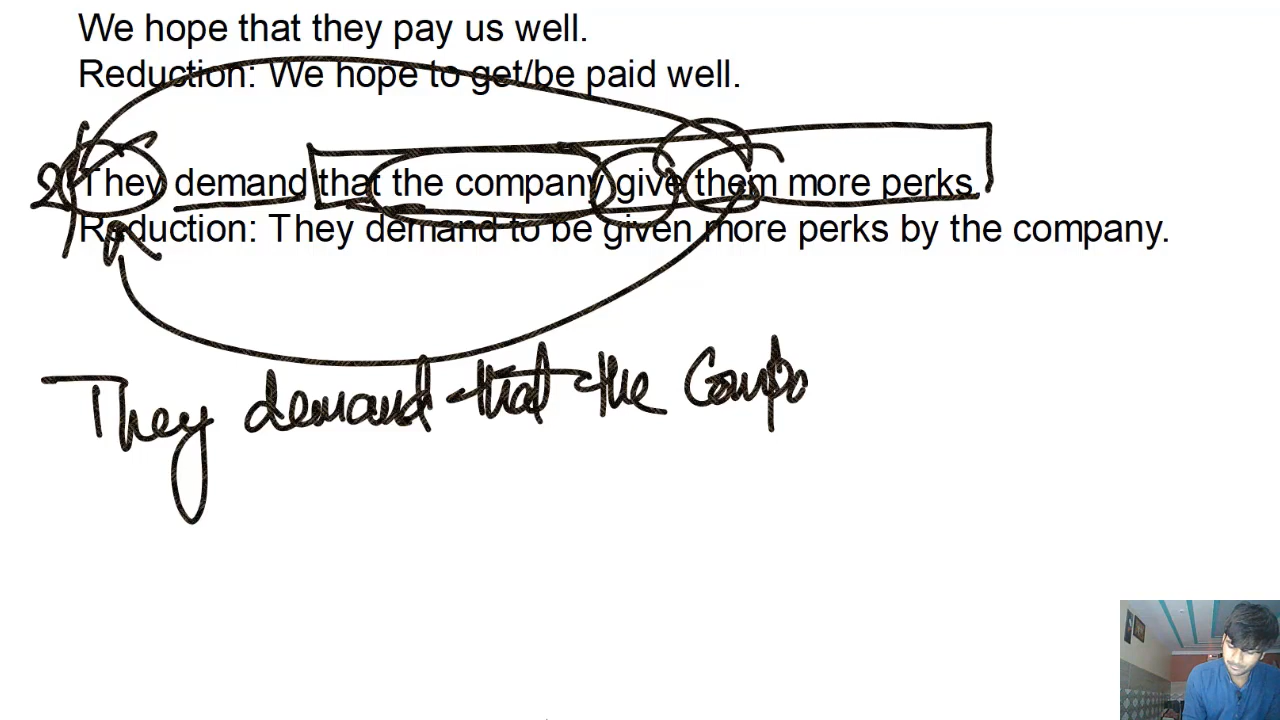 We hope that they pay us well.
Reduction: We hope to get/be paid well.
2 They demand that the company give them more perks.
Reduction: They demand to be given more perks by the company.
They demand that the Compa